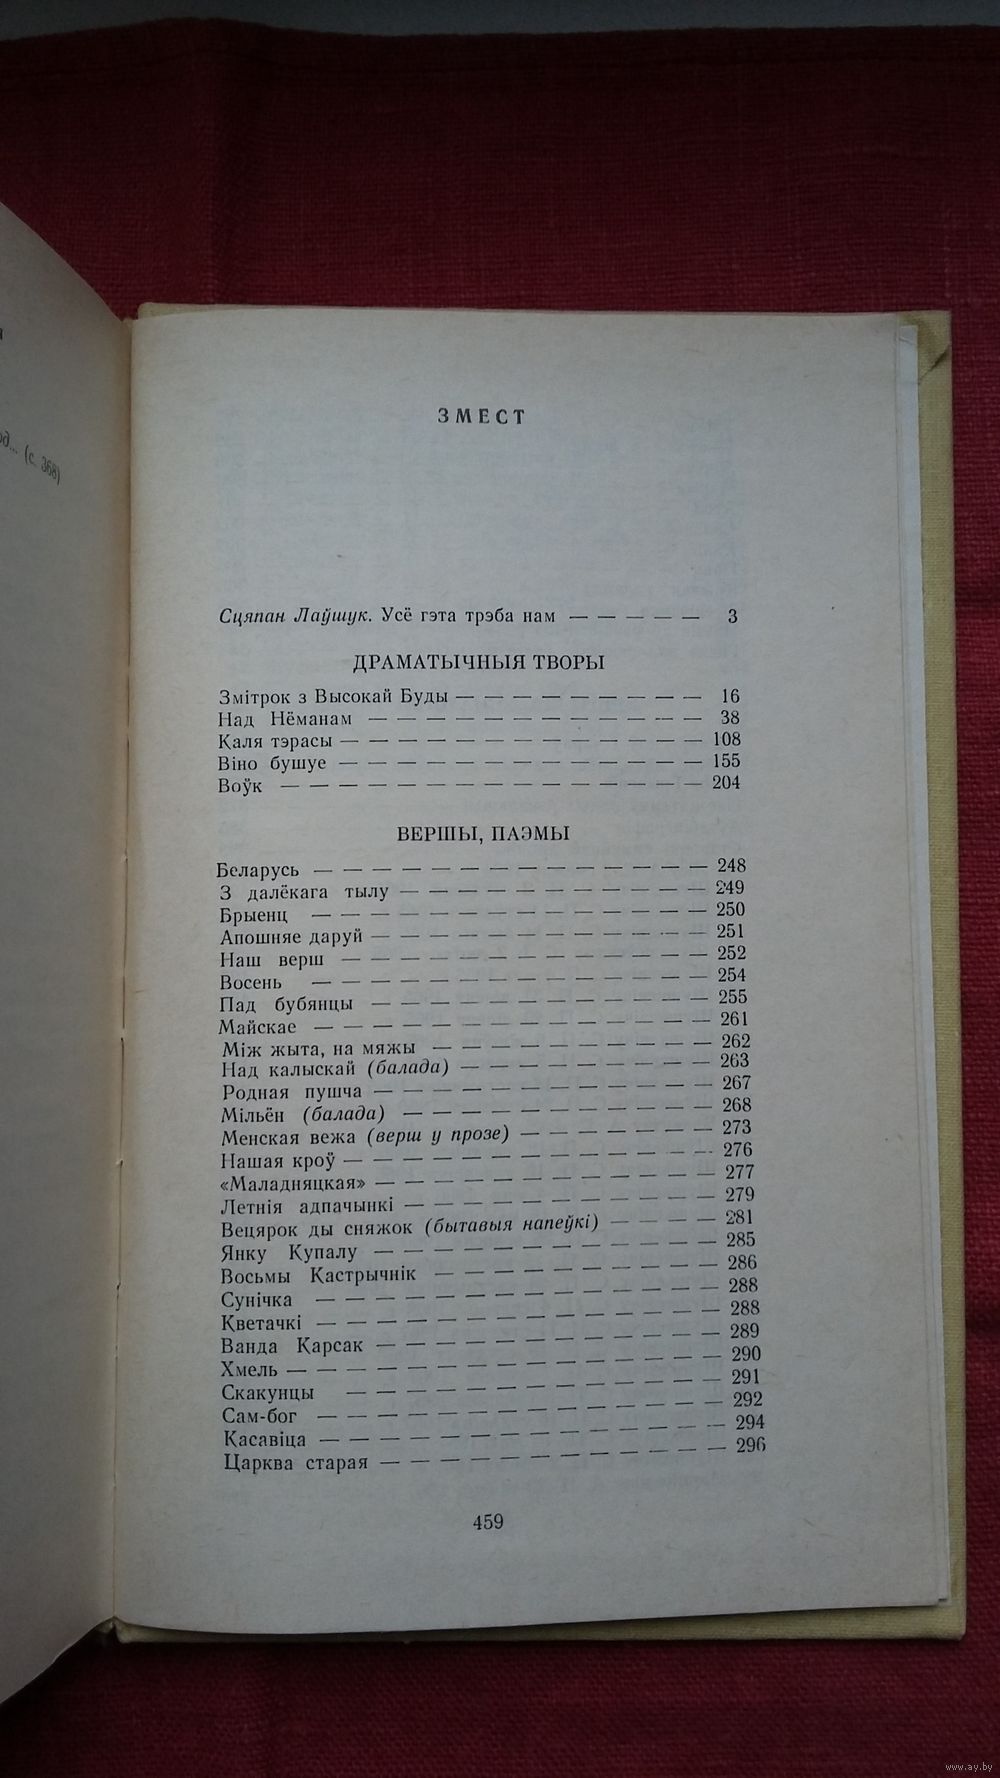 од... (с. 368)
ЗМЕСТ
Сцяпан Лаўшук. Усё гэта трэба нам — — — — — 3
ДРАМАТЫЧНЫЯ ТВОРЫ
Змітрок з Высокай Буды — — — — — — — — — 16
Над Нёманам — — — — — — — — — — — — 38
Каля тэрасы — — — — — — — — — — — — — 108
Віно бушуе — — — — — — — — — — — — — 155
Воўк — — — — — — — — — — — — — — — 204
ВЕРШЫ, ПАЭМЫ
Беларусь — — — — — — — — — — — — — — 248
З далёкага тылу — — — — — — — — — — — 249
Брыенц — — — — — — — — — — — — — — 250
Апошняе даруй — — — — — — — — — — — — 251
Наш верш — — — — — — — — — — — — — 252
Восень — — — — — — — — — — — — — — 254
Пад бубянцы — — — — — — — — — — — — 255
Майскае — — — — — — — — — — — — — — 261
Між жыта, на мяжы — — — — — — — — — — 262
Над калыскай (балада) — — — — — — — — — 263
Родная пушча — — — — — — — — — — — — 267
Мільён (балада) — — — — — — — — — — — 268
Менская вежа (верш у прозе) — — — — — — — 273
Нашая кроў — — — — — — — — — — — — — 276
«Маладняцкая» — — — — — — — — — — — — 277
Летнія адпачынкі — — — — — — — — — — — 279
Вецярок ды сняжок (бытавыя напеўкі) — — — — 281
Янку Купалу — — — — — — — — — — — — 285
Восьмы Кастрычнік — — — — — — — — — — 286
Сунічка — — — — — — — — — — — — — — 288
Кветачкі — — — — — — — — — — — — — — 288
Ванда Карсак — — — — — — — — — — — — 289
Хмель — — — — — — — — — — — — — — — 290
Скакунцы — — — — — — — — — — — — — 291
Сам-бог — — — — — — — — — — — — — — 292
Касавіца — — — — — — — — — — — — — — 294
Царква старая — — — — — — — — — — — — 296
459
www.ay.by